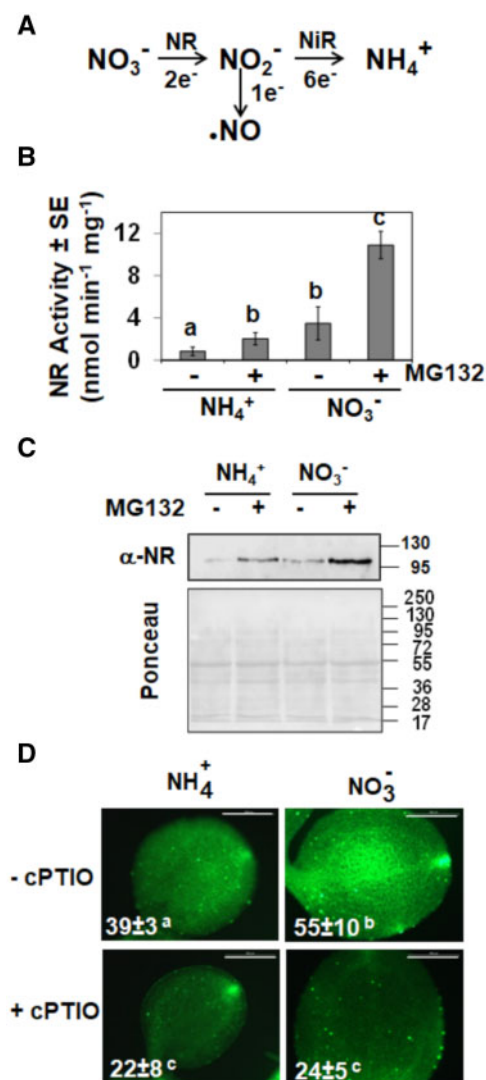 A
NO₃⁻ NR NO₂⁻ NiR NH₄⁺
2e⁻ 1e⁻ 6e⁻
•NO
B
NR Activity ± SE
(nmol min⁻¹ mg⁻¹)
12
8
4
0
a b b c
- + - + MG132
NH₄⁺ NO₃⁻
C
NH₄⁺ NO₃⁻
MG132 - + - +
α-NR
130
95
Ponceau
250
130
95
72
55
36
28
17
D
NH₄⁺ NO₃⁻
- cPTIO
39±3 ᵃ 55±10 ᵇ
+ cPTIO
22±8 ᶜ 24±5 ᶜ